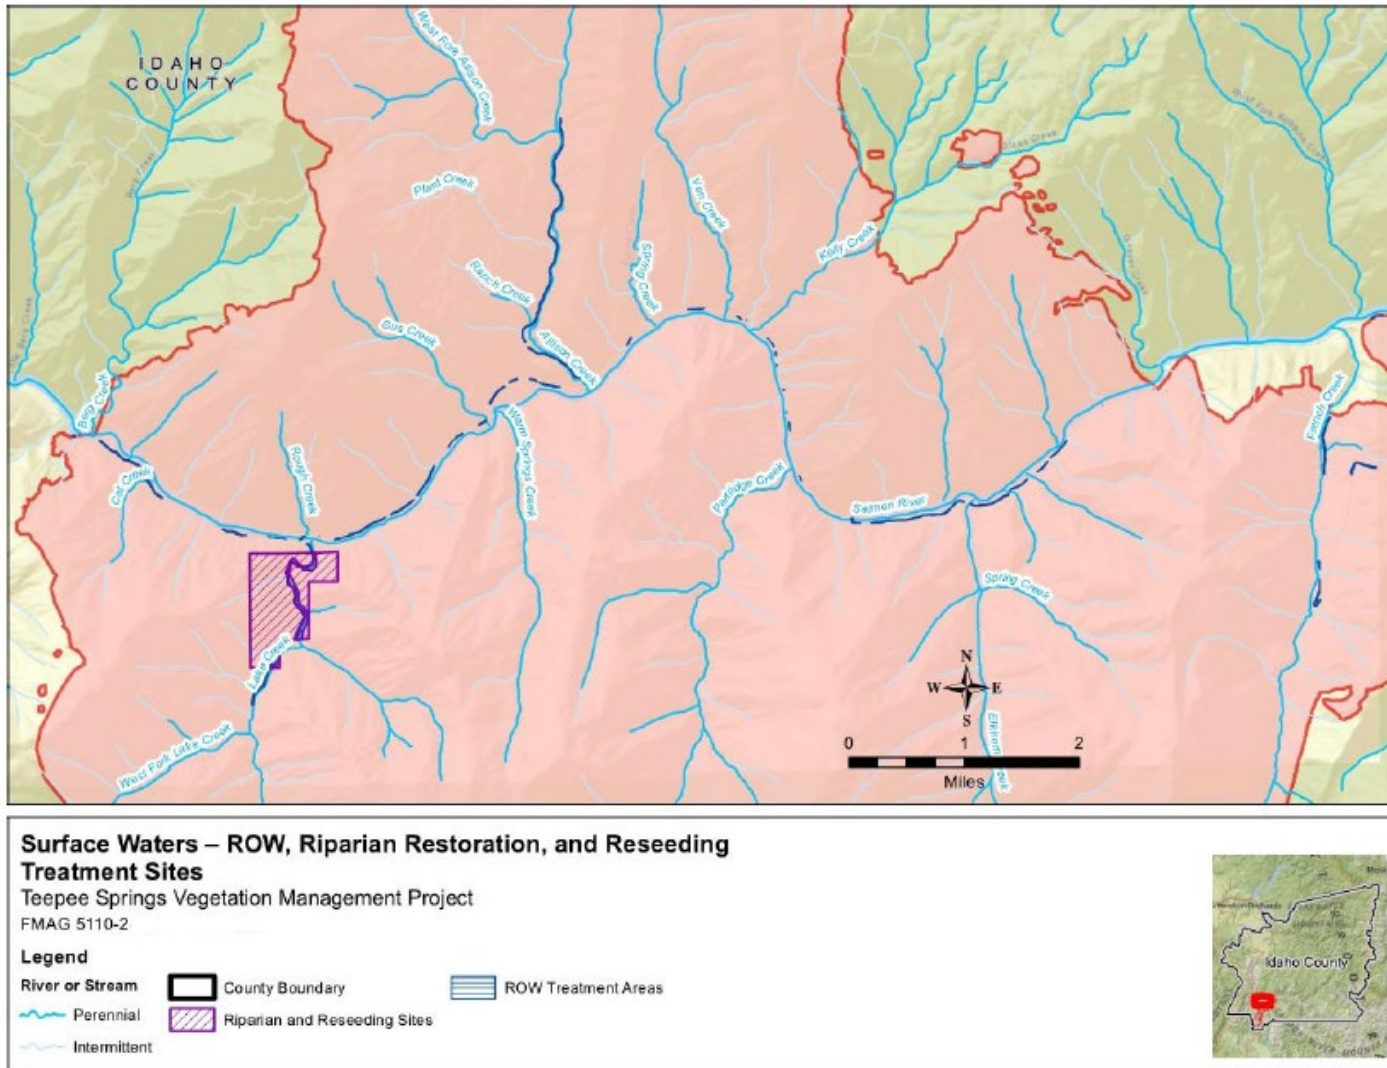 IDAHO
COUNTY
West Fork Allison Creek
Plant Creek
Ranch Creek
Allison Creek
Bus Creek
Spring Creek
Van Creek
Kelly Creek
Berg Creek
Cat Creek
Rough Creek
Warm Springs Creek
Partridge Creek
Salmon River
French Creek
Spring Creek
Lake Creek
West Fork Lake Creek
Elkhorn Creek
N
W E
S
0 1 2
Miles
Surface Waters – ROW, Riparian Restoration, and Reseeding
Treatment Sites
Teepee Springs Vegetation Management Project
FMAG 5110-2
Legend
River or Stream
County Boundary
ROW Treatment Areas
Perennial
Riparian and Reseeding Sites
Intermittent
Idaho County